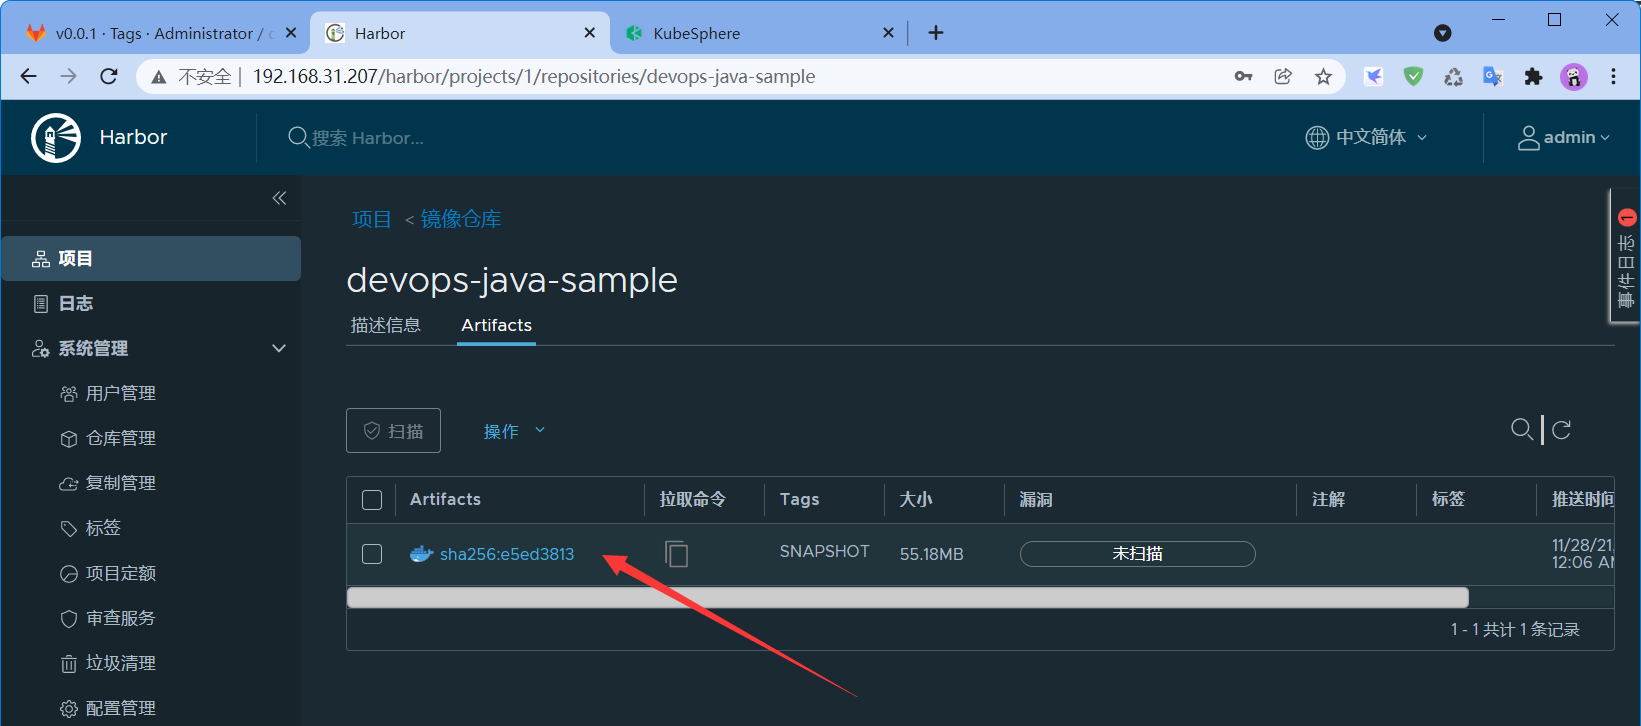 v0.0.1 · Tags · Administrator /
Harbor
KubeSphere
不安全
192.168.31.207/harbor/projects/1/repositories/devops-java-sample
Harbor
搜索 Harbor...
中文简体
admin
项目
日志
系统管理
用户管理
仓库管理
复制管理
标签
项目定额
审查服务
垃圾清理
配置管理
项目 < 镜像仓库
devops-java-sample
描述信息
Artifacts
扫描
操作
Artifacts 拉取命令 Tags 大小 漏洞 注解 标签 推送时间
sha256:e5ed3813 SNAPSHOT 55.18MB 未扫描 11/28/21,
12:06 AM
1 - 1 共计 1 条记录
1
事件日志